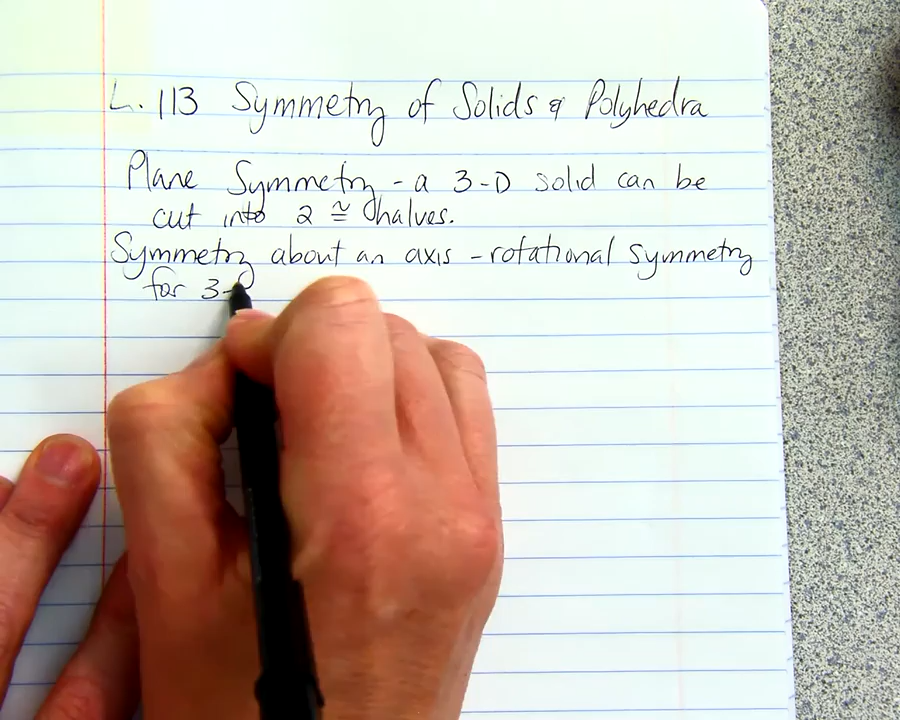 L. 113 Symmetry of Solids & Polyhedra
Plane Symmetry - a 3-D solid can be
cut into 2 ≅ halves.
Symmetry about an axis - rotational symmetry
for 3-D